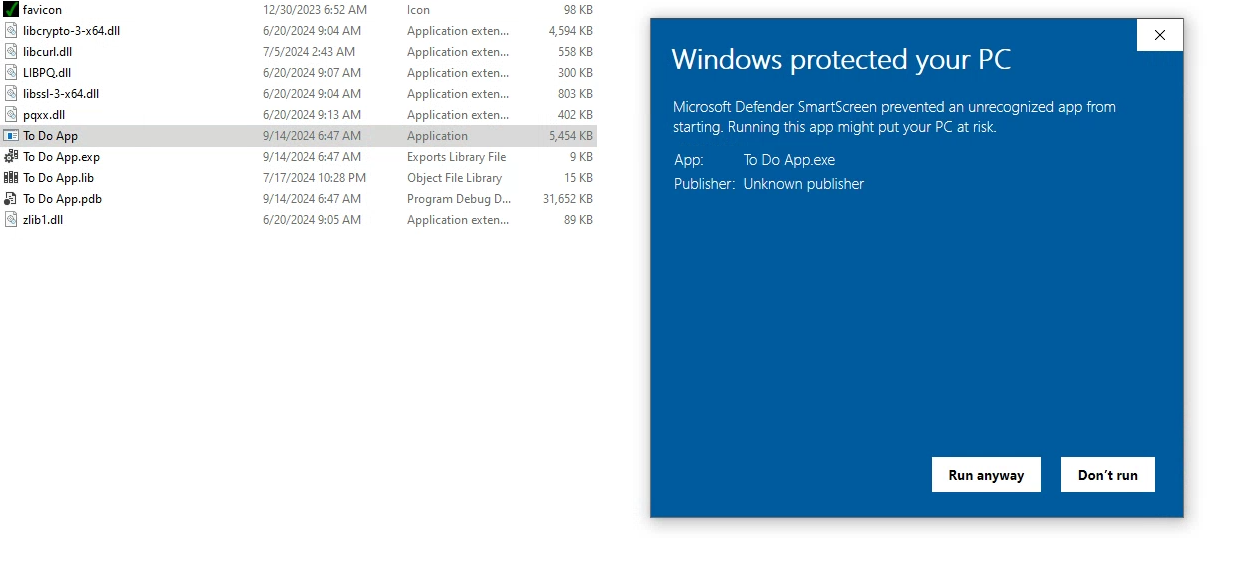 favicon 12/30/2023 6:52 AM Icon 98 KB
libcrypto-3-x64.dll 6/20/2024 9:04 AM Application exten... 4,594 KB
libcurl.dll 7/5/2024 2:43 AM Application exten... 558 KB
LIBPQ.dll 6/20/2024 9:07 AM Application exten... 300 KB
libssl-3-x64.dll 6/20/2024 9:04 AM Application exten... 803 KB
pqxx.dll 6/20/2024 9:13 AM Application exten... 402 KB
To Do App 9/14/2024 6:47 AM Application 5,454 KB
To Do App.exp 9/14/2024 6:47 AM Exports Library File 9 KB
To Do App.lib 7/17/2024 10:28 PM Object File Library 15 KB
To Do App.pdb 9/14/2024 6:47 AM Program Debug D... 31,652 KB
zlib1.dll 6/20/2024 9:05 AM Application exten... 89 KB
Windows protected your PC
Microsoft Defender SmartScreen prevented an unrecognized app from
starting. Running this app might put your PC at risk.
App: To Do App.exe
Publisher: Unknown publisher
Run anyway Don't run